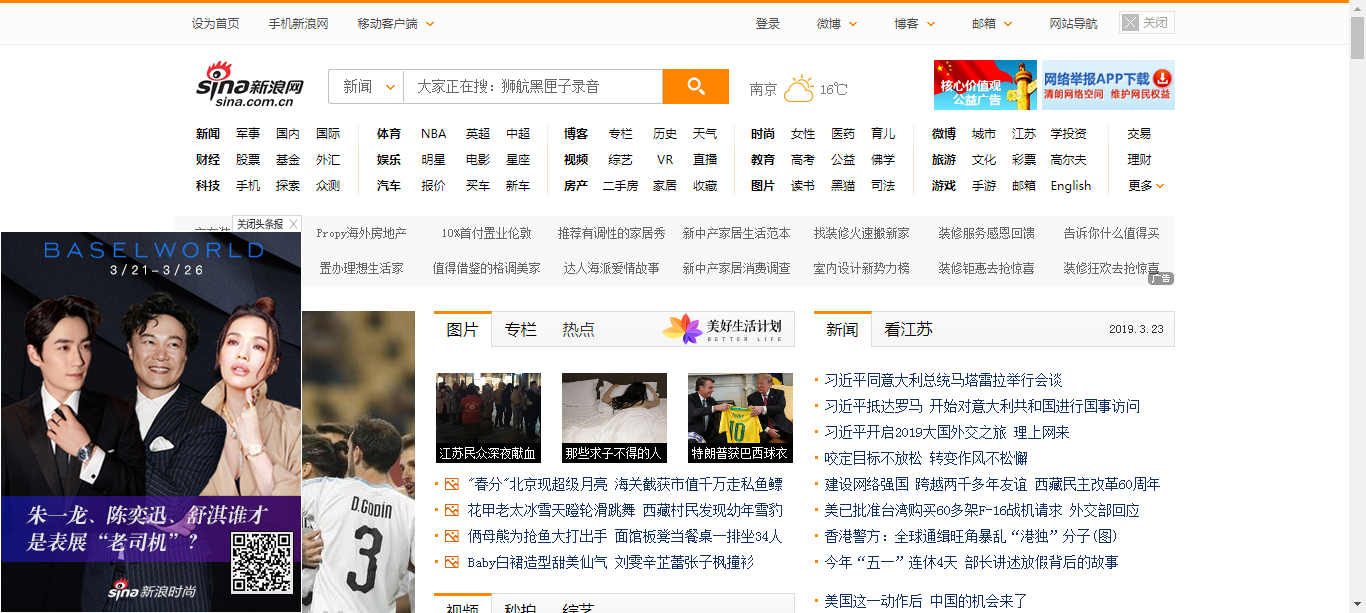 设为首页 手机新浪网 移动客户端 登录 微博 博客 邮箱 网站导航 关闭
sina新浪网
sina.com.cn
新闻 大家正在搜：狮航黑匣子录音
南京 16℃
核心价值观
公益广告
网络举报APP下载
清朗网络空间 维护网民权益
新闻 军事 国内 国际 体育 NBA 英超 中超 博客 专栏 历史 天气 时尚 女性 医药 育儿 微博 城市 江苏 学投资 交易
财经 股票 基金 外汇 娱乐 明星 电影 星座 视频 综艺 VR 直播 教育 高考 公益 佛学 旅游 文化 彩票 高尔夫 理财
科技 手机 探索 众测 汽车 报价 买车 新车 房产 二手房 家居 收藏 图片 读书 黑猫 司法 游戏 手游 邮箱 English 更多
关闭头条报
Propy海外房地产 10%首付置业伦敦 推荐有调性的家居秀 新中产家居生活范本 找装修火速搬新家 装修服务感恩回馈 告诉你什么值得买
置办理想生活家 值得借鉴的格调美家 达人海派爱情故事 新中产家居消费调查 室内设计新势力榜 装修钜惠去抢惊喜 装修狂欢去抢惊喜
广告
BASELWORLD
3/21–3/26
朱一龙、陈奕迅、舒淇谁才
是表展“老司机”？
sina新浪时尚
D.GODIN
3
图片 专栏 热点
美好生活计划
BETTER LIFE
江苏民众深夜献血 那些求子不得的人 特朗普获巴西球衣
10
"春分"北京现超级月亮 海关截获市值千万走私鱼鳔
花甲老太冰雪天蹬轮滑跳舞 西藏村民发现幼年雪豹
俩母熊为抢鱼大打出手 面馆板凳当餐桌一排坐34人
Baby白裙造型甜美仙气 刘雯辛芷蕾张子枫撞衫
视频 秒拍 综艺
新闻 看江苏 2019.3.23
习近平同意大利总统马塔雷拉举行会谈
习近平抵达罗马 开始对意大利共和国进行国事访问
习近平开启2019大国外交之旅 理上网来
咬定目标不放松 转变作风不松懈
建设网络强国 跨越两千多年友谊 西藏民主改革60周年
美已批准台湾购买60多架F-16战机请求 外交部回应
香港警方：全球通缉旺角暴乱“港独”分子(图)
今年“五一”连休4天 部长讲述放假背后的故事
美国这一动作后 中国的机会来了